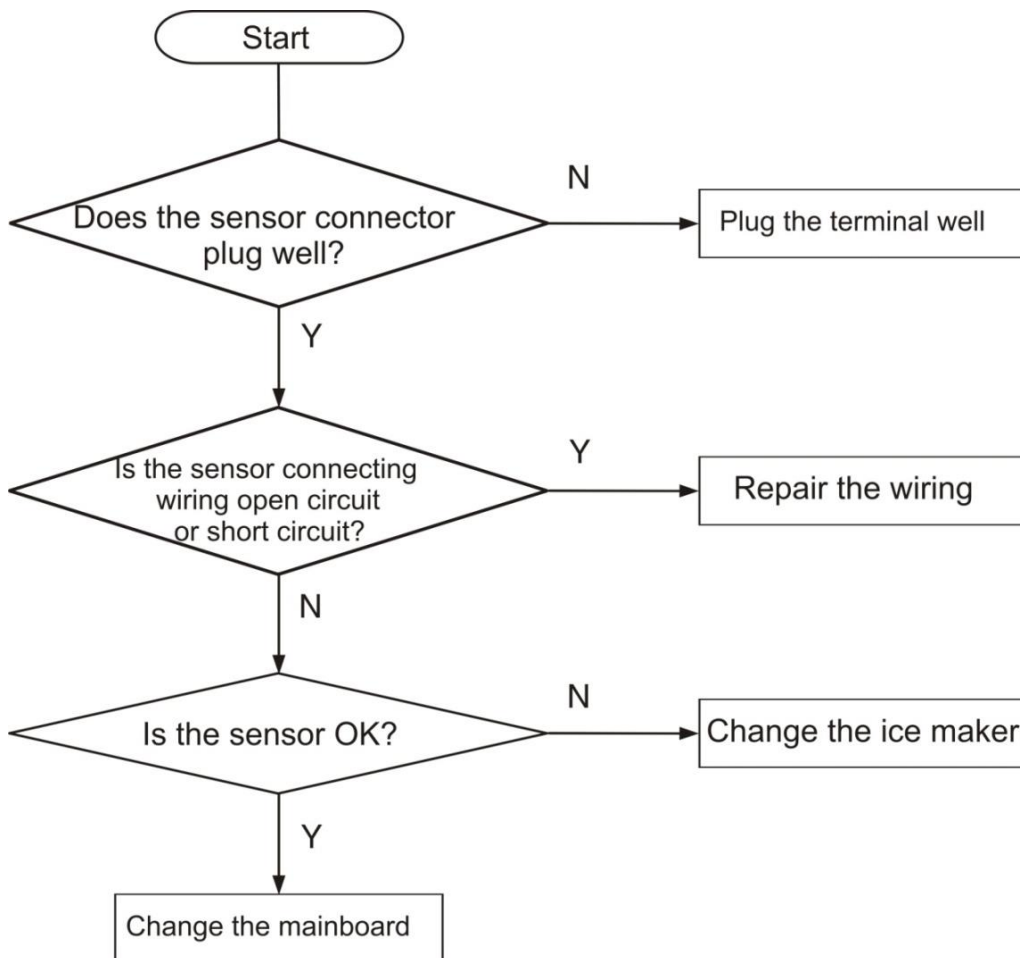 Start
Does the sensor connector
plug well?
N
Plug the terminal well
Y
Is the sensor connecting
wiring open circuit
or short circuit?
Y
Repair the wiring
N
Is the sensor OK?
N
Change the ice maker
Y
Change the mainboard